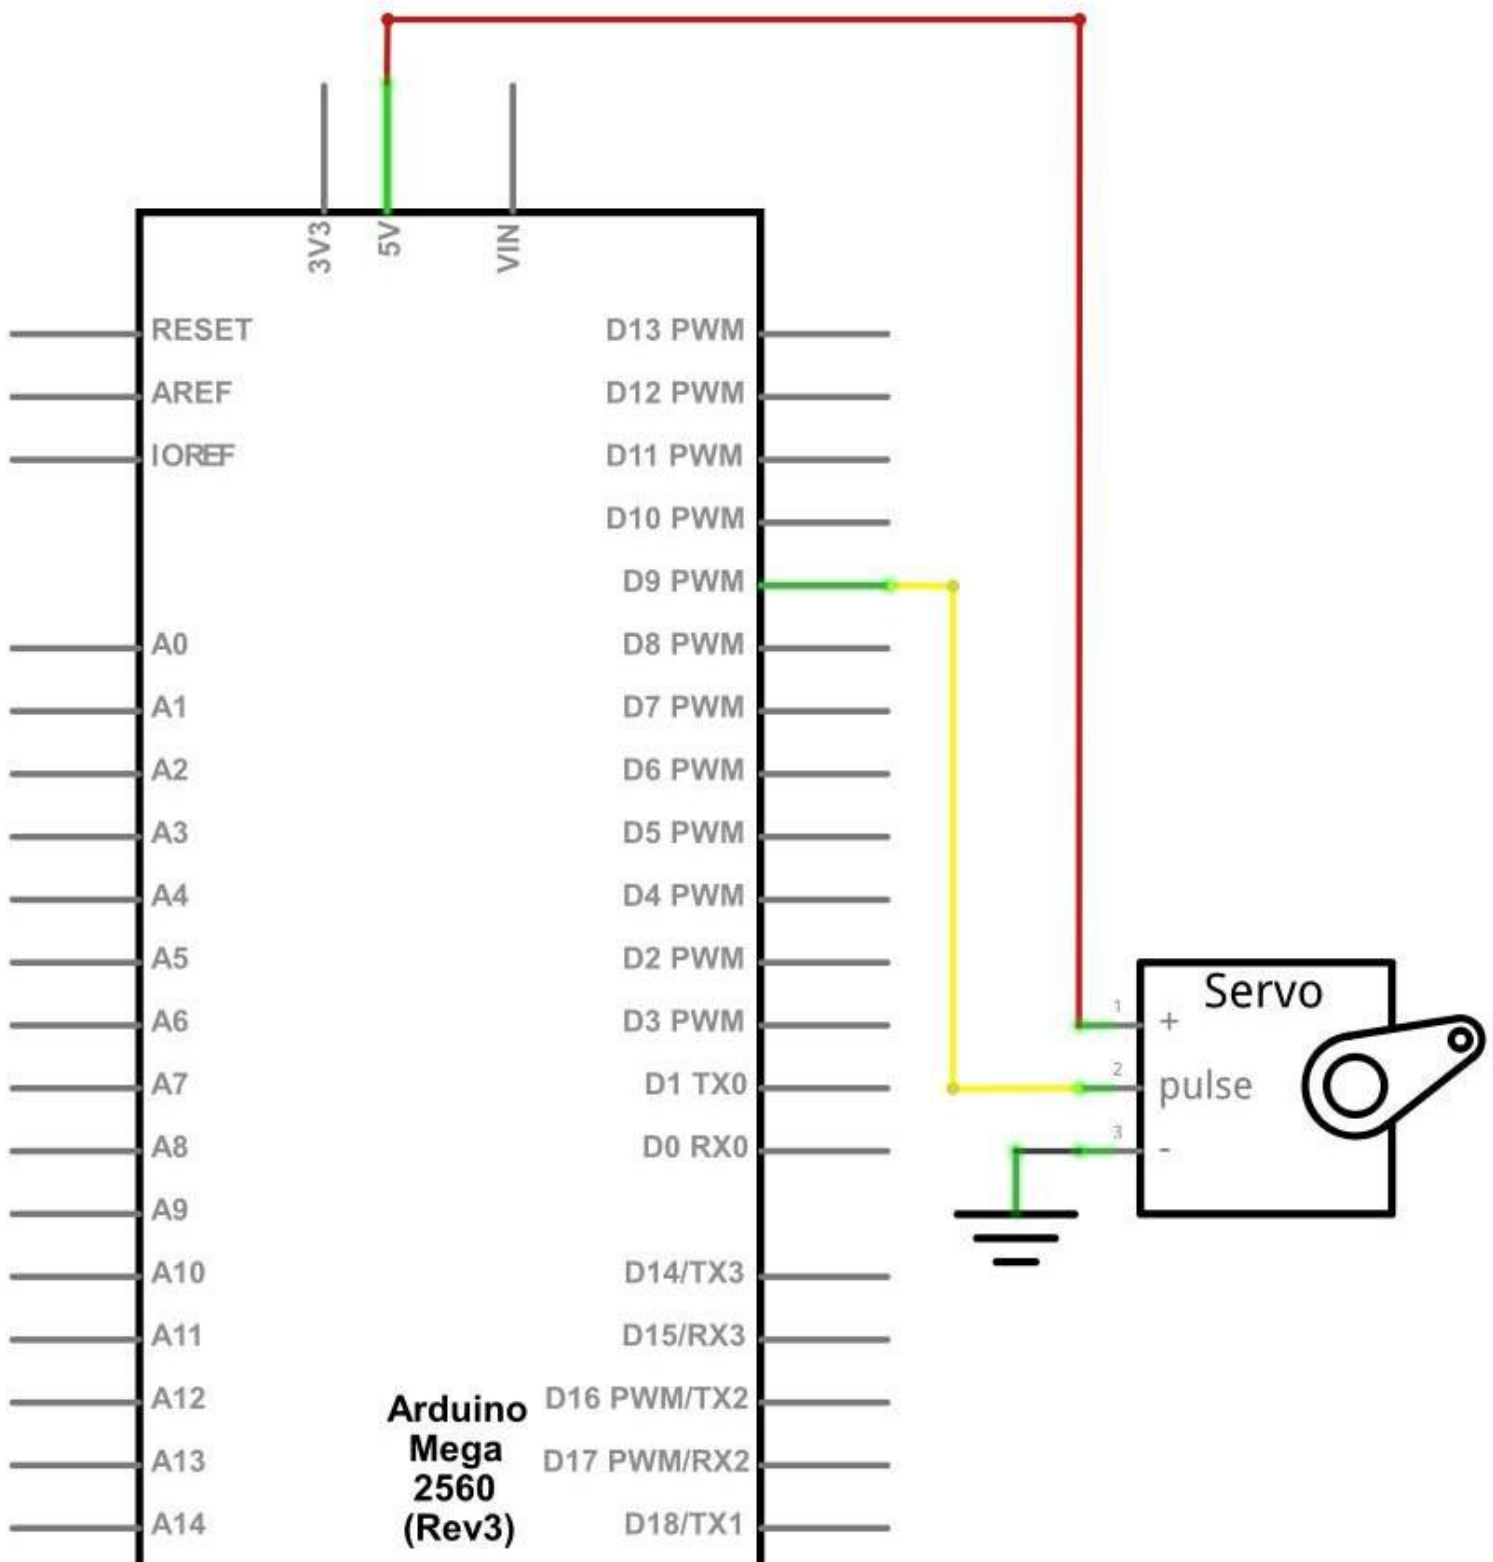 3V3
5V
VIN
RESET
D13 PWM
AREF
D12 PWM
IOREF
D11 PWM
D10 PWM
D9 PWM
A0
D8 PWM
A1
D7 PWM
A2
D6 PWM
A3
D5 PWM
A4
D4 PWM
A5
D2 PWM
Servo
A6
D3 PWM
1
+
A7
D1 TX0
2
pulse
A8
D0 RX0
3
-
A9
A10
D14/TX3
A11
D15/RX3
A12
D16 PWM/TX2
A13
D17 PWM/RX2
A14
D18/TX1
Arduino
Mega
2560
(Rev3)